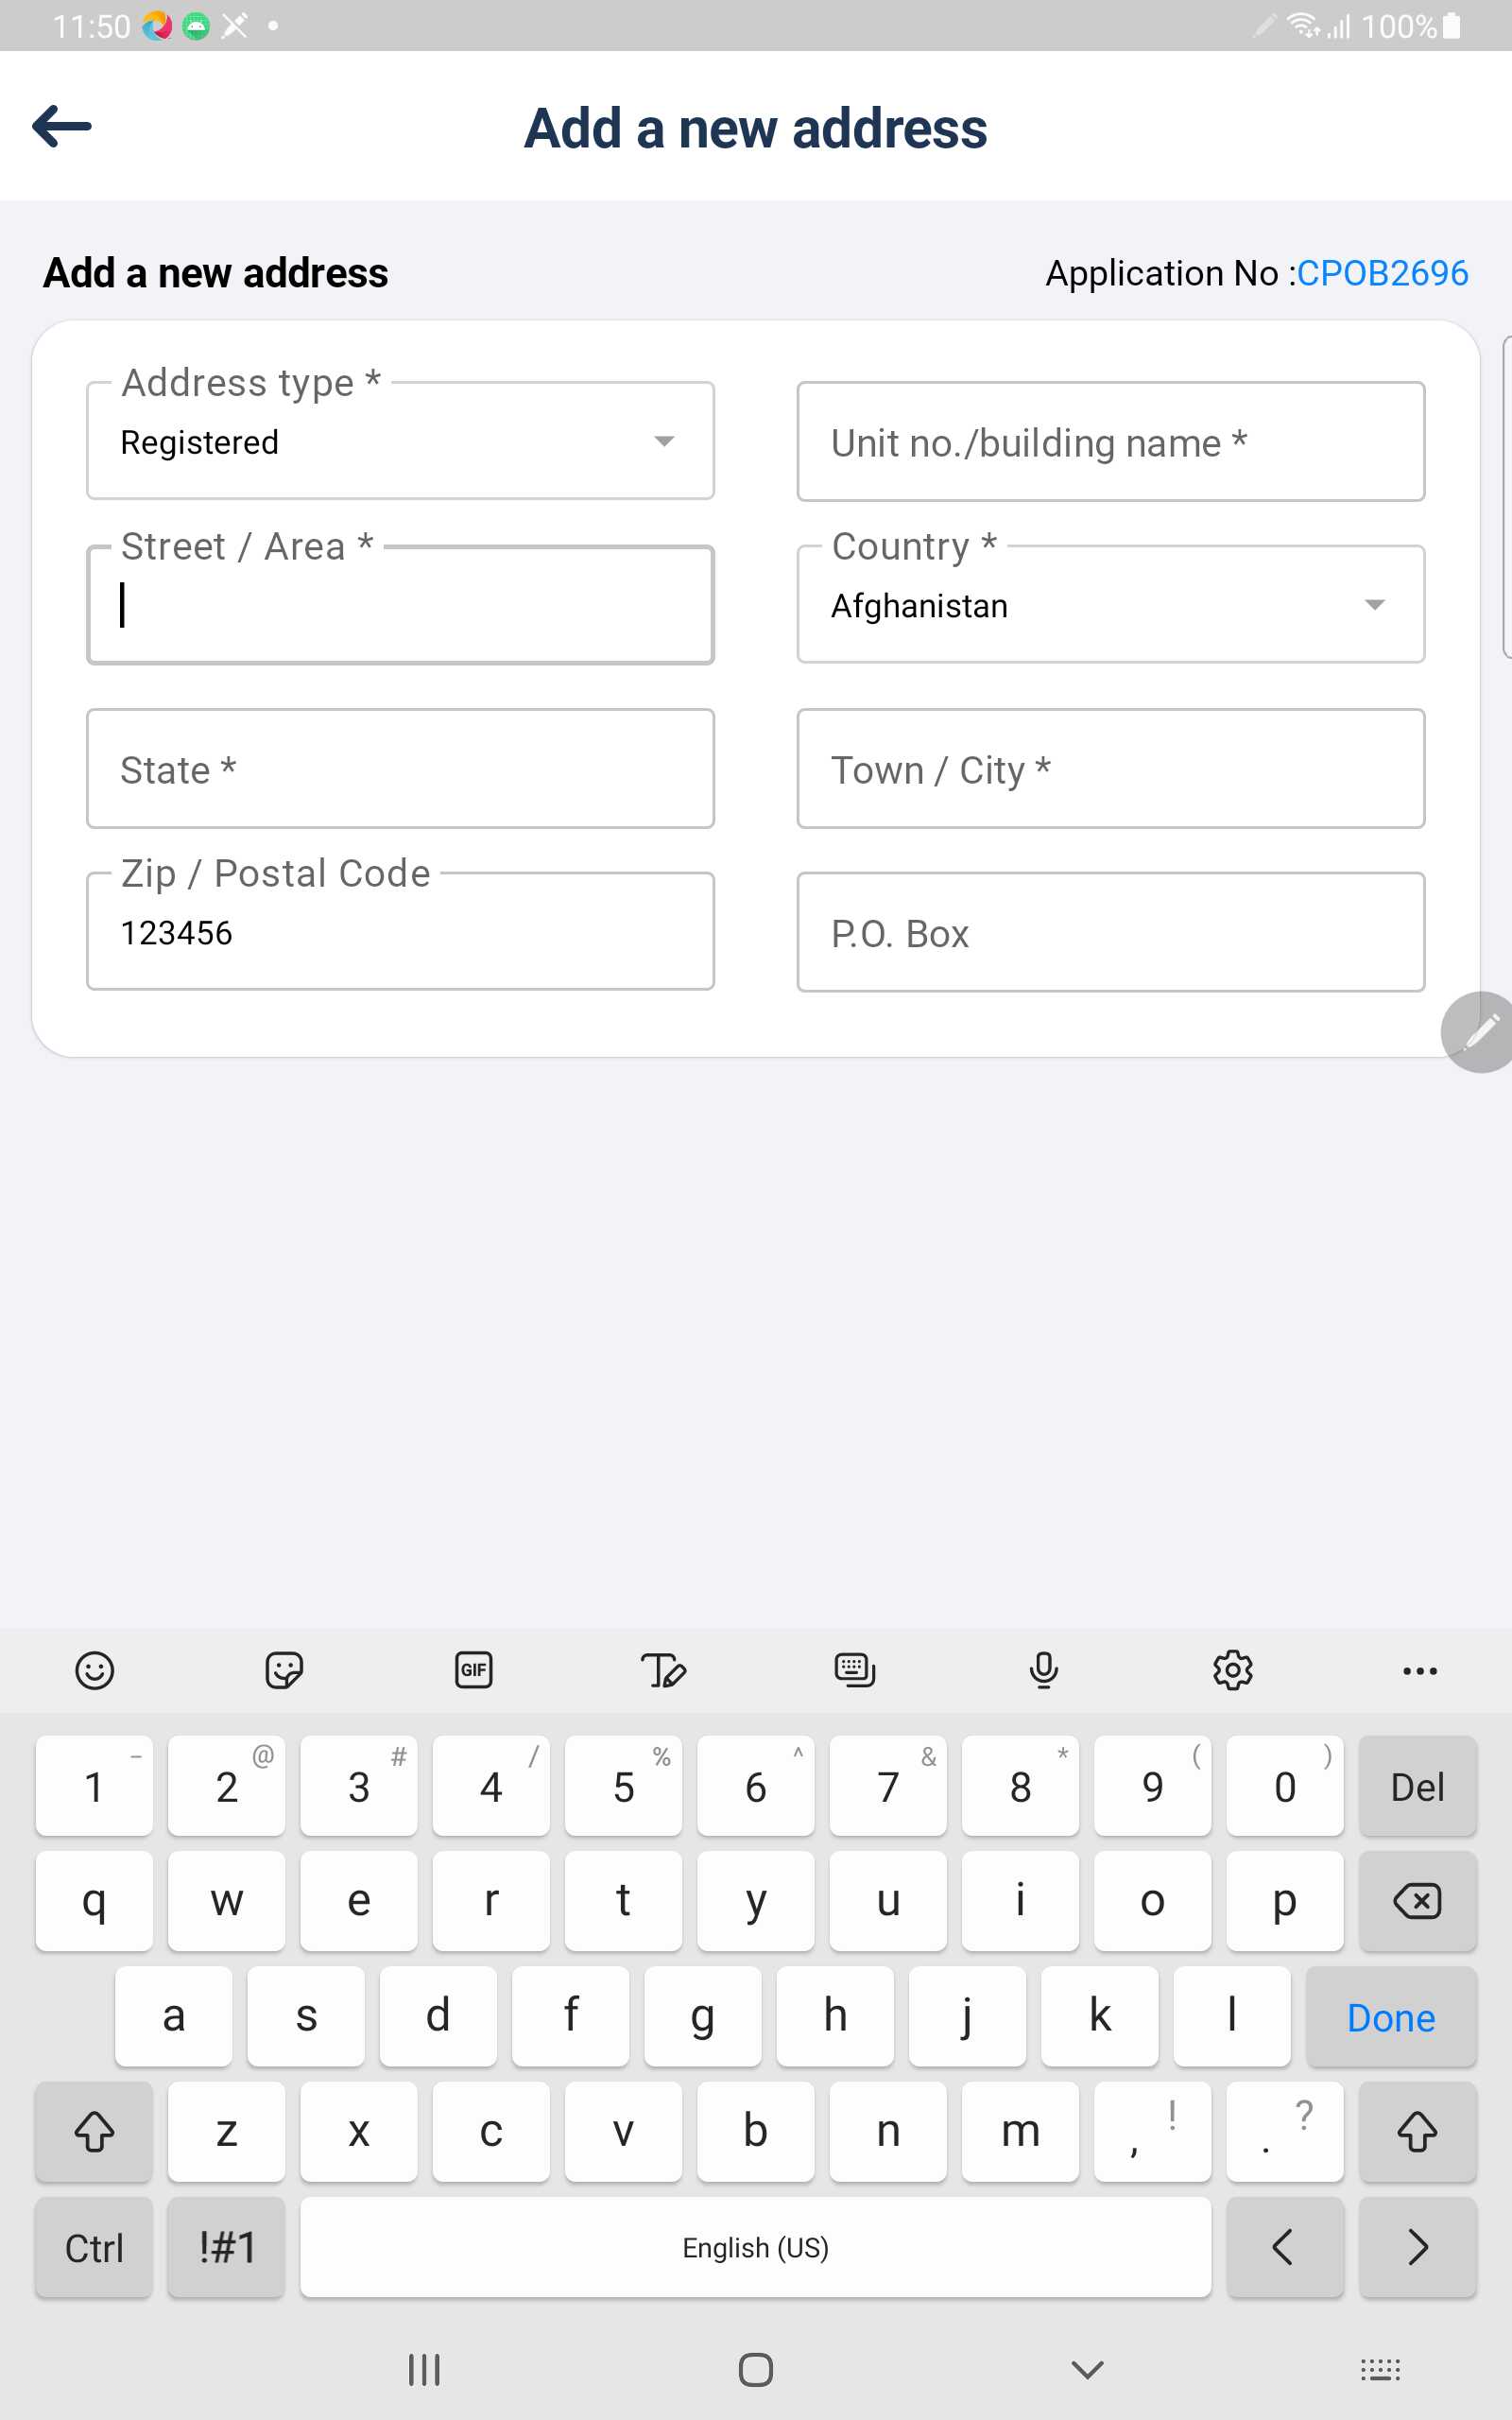 11:50
100%
Add a new address
Add a new address
Application No :CPOB2696
Address type *
Registered
Unit no./building name *
Street / Area *
Country *
Afghanistan
State *
Town / City *
Zip / Postal Code
123456
P.O. Box
GIF
1 - 2 @ 3 # 4 / 5 % 6 ^ 7 & 8 * 9 ( 0 ) Del
q w e r t y u i o p
a s d f g h j k l Done
z x c v b n m , ! . ?
Ctrl !#1 English (US) < >